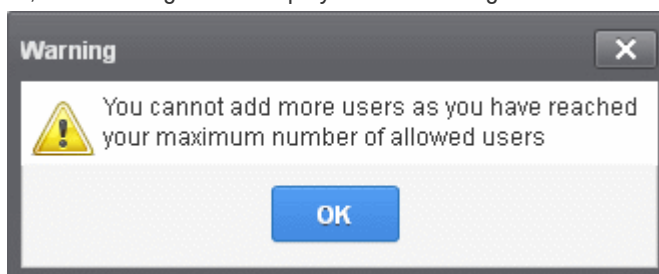 Warning
You cannot add more users as you have reached
your maximum number of allowed users
OK